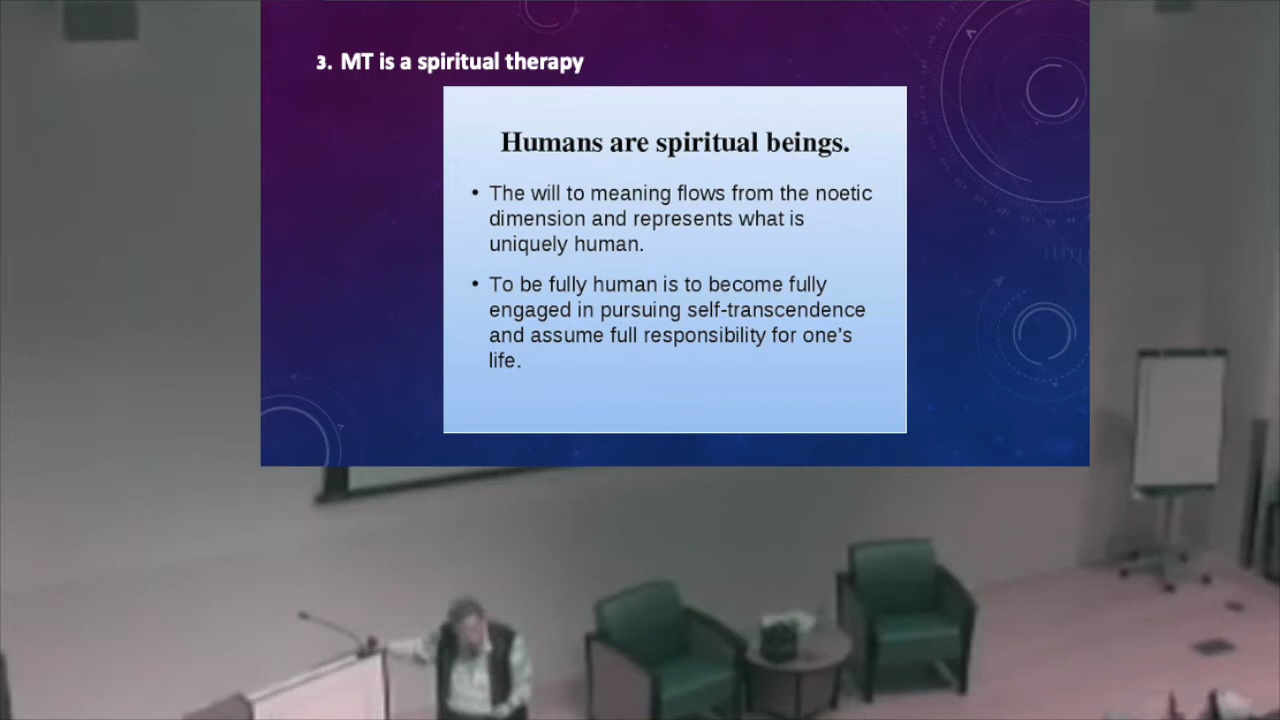 3. MT is a spiritual therapy
Humans are spiritual beings.
• The will to meaning flows from the noetic
dimension and represents what is
uniquely human.
• To be fully human is to become fully
engaged in pursuing self-transcendence
and assume full responsibility for one's
life.